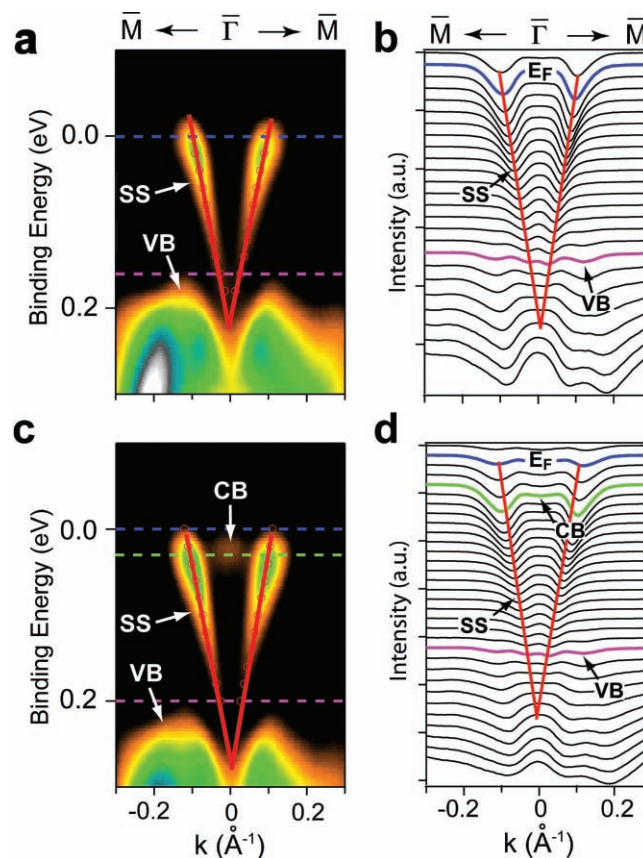 M̅ ← Γ̅ → M̅ M̅ ← Γ̅ → M̅
a b
Binding Energy (eV)
0.0
0.2
SS
VB
Intensity (a.u.)
E_F
SS
VB
c d
Binding Energy (eV)
0.0
0.2
CB
SS
VB
Intensity (a.u.)
E_F
CB
SS
VB
-0.2 0 0.2 -0.2 0 0.2
k (Å⁻¹) k (Å⁻¹)